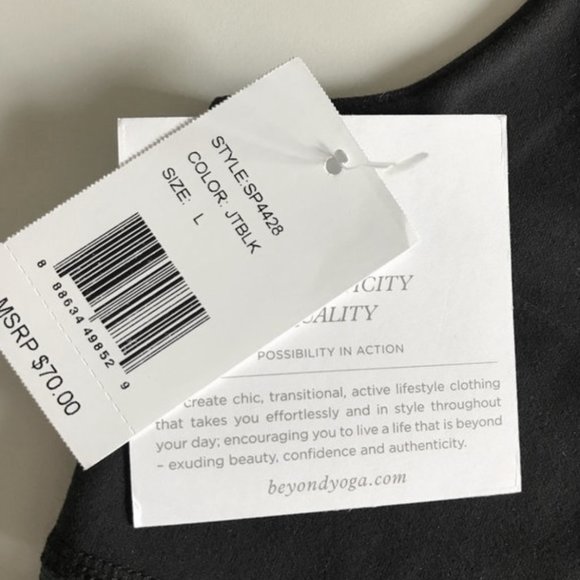 STYLE:SP4428
COLOR: JTBLK
SIZE: L
8 88634 49852 9
MSRP $70.00
POSSIBILITY IN ACTION
create chic, transitional, active lifestyle clothing
that takes you effortlessly and in style throughout
your day; encouraging you to live a life that is beyond
– exuding beauty, confidence and authenticity.
beyondyoga.com